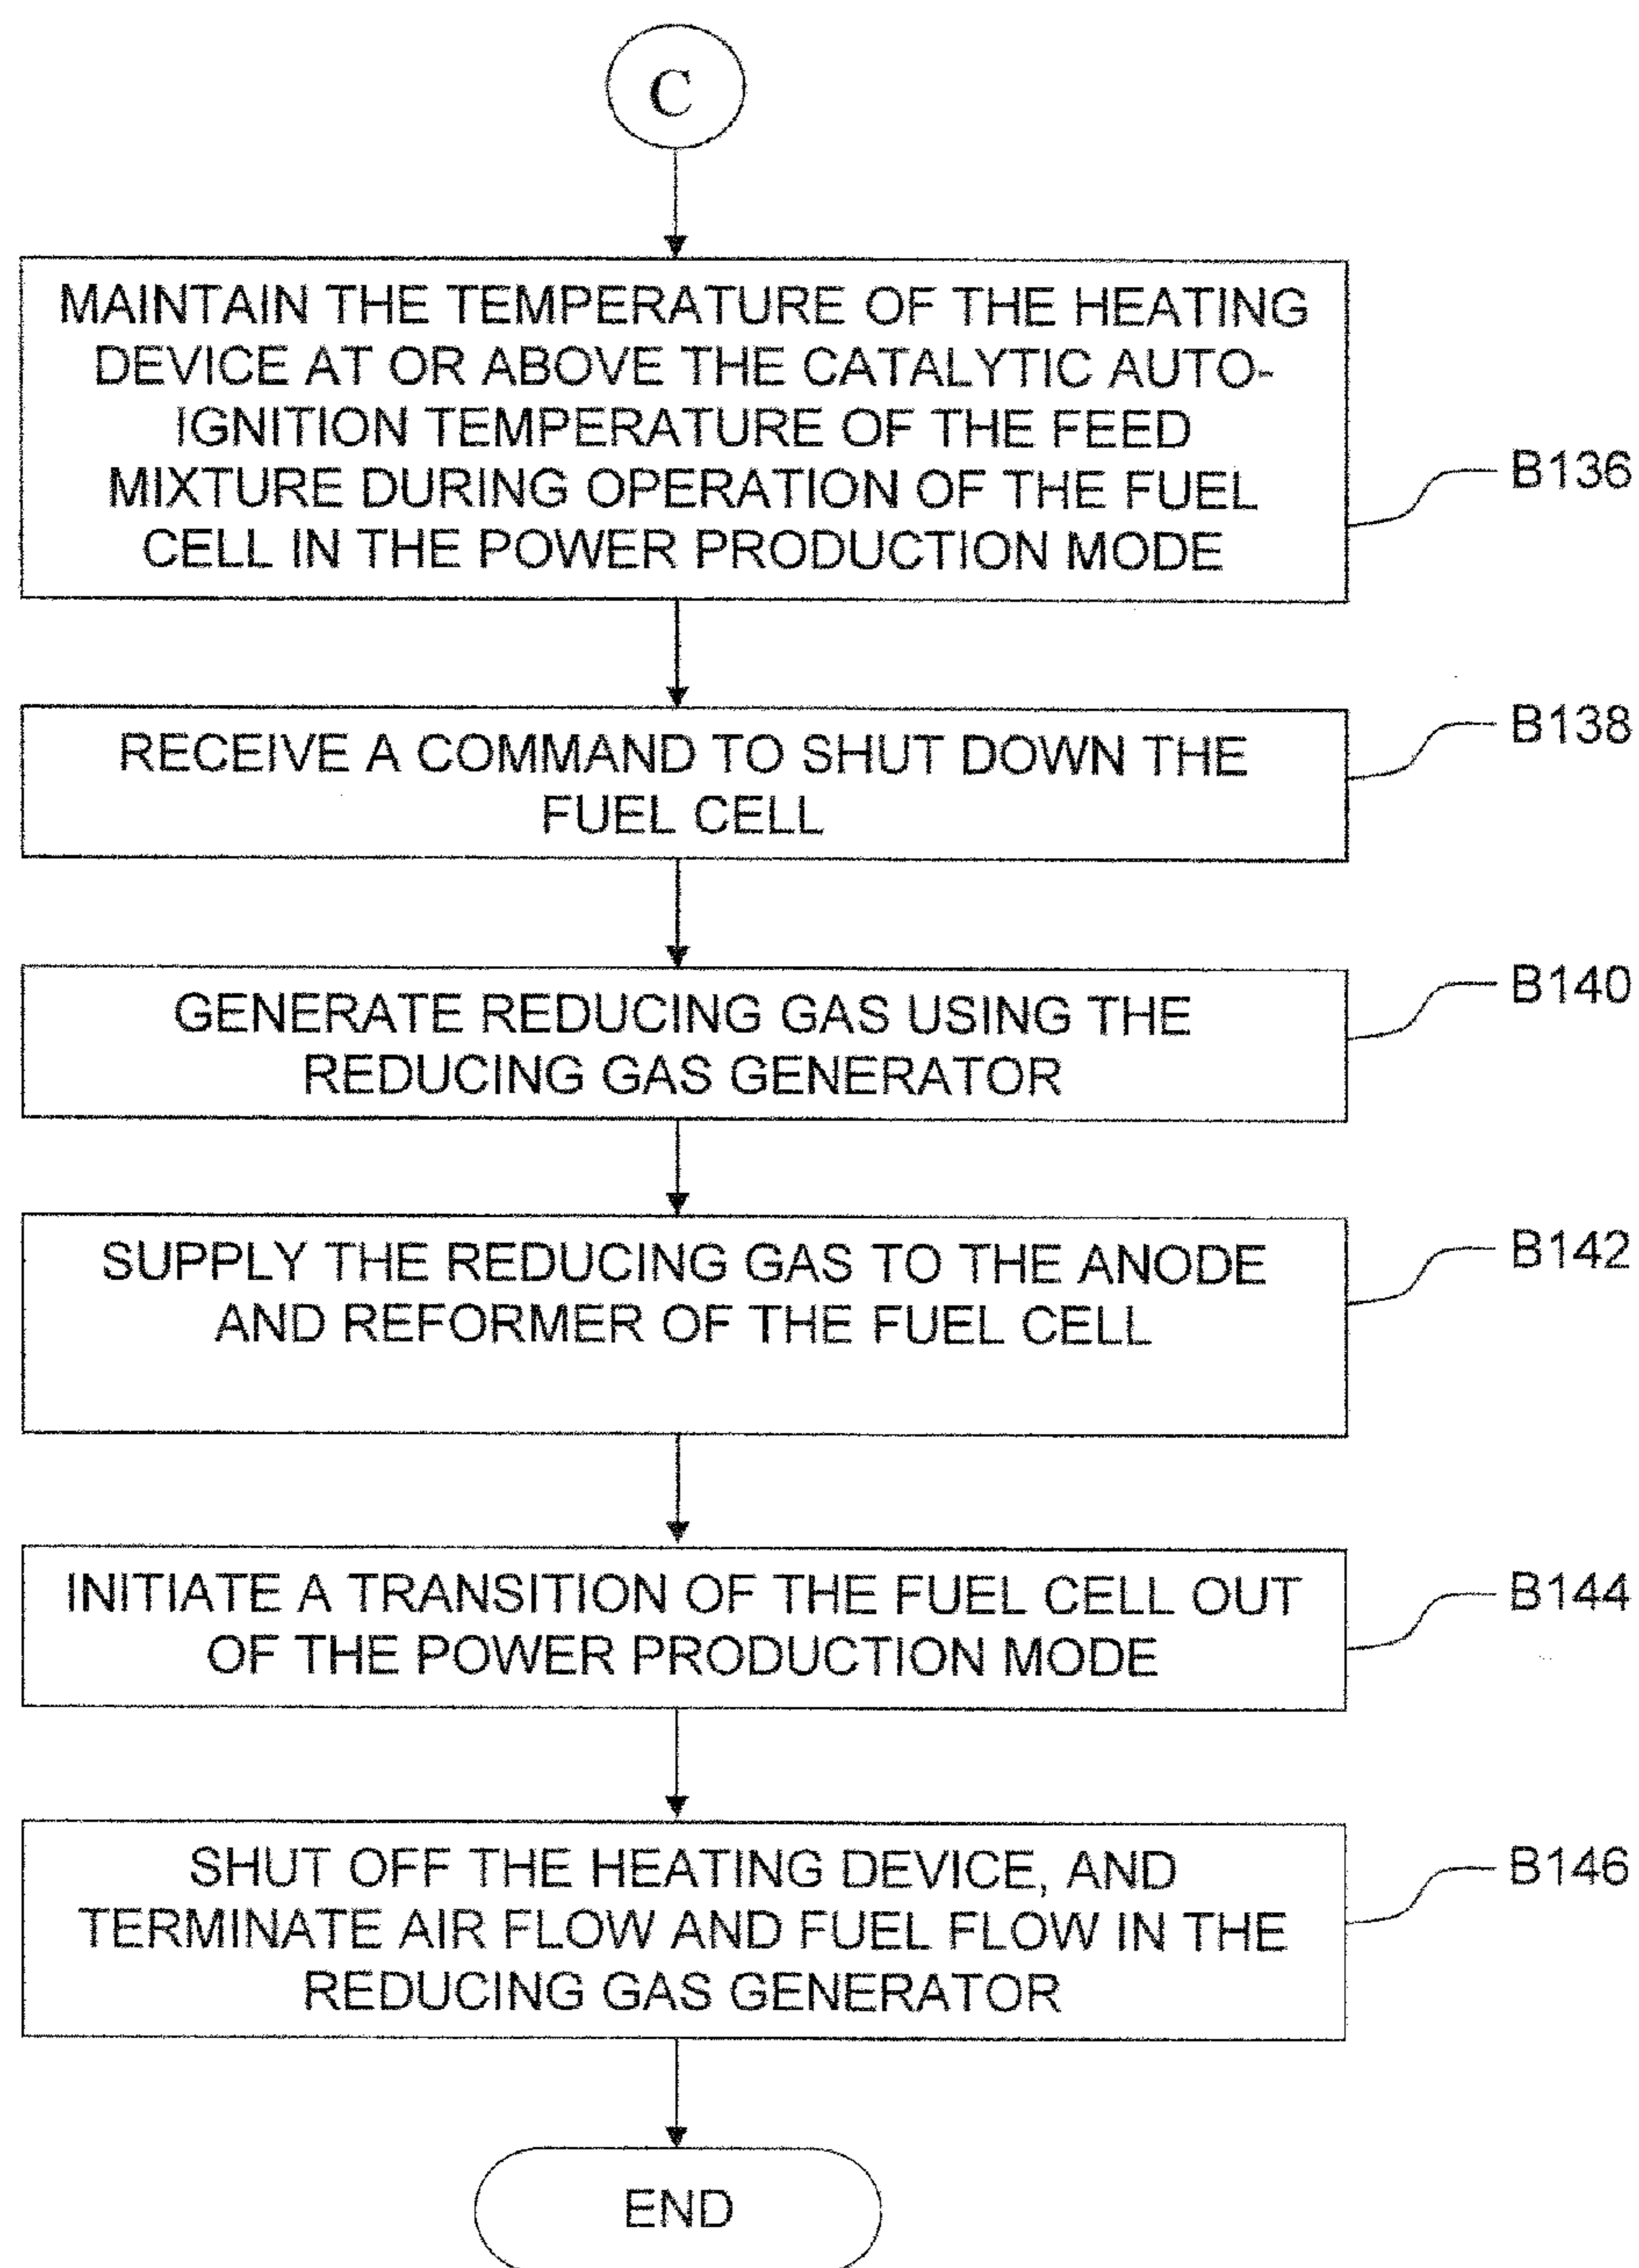 C
MAINTAIN THE TEMPERATURE OF THE HEATING
DEVICE AT OR ABOVE THE CATALYTIC AUTO-
IGNITION TEMPERATURE OF THE FEED
MIXTURE DURING OPERATION OF THE FUEL
CELL IN THE POWER PRODUCTION MODE
B136
RECEIVE A COMMAND TO SHUT DOWN THE
FUEL CELL
B138
GENERATE REDUCING GAS USING THE
REDUCING GAS GENERATOR
B140
SUPPLY THE REDUCING GAS TO THE ANODE
AND REFORMER OF THE FUEL CELL
B142
INITIATE A TRANSITION OF THE FUEL CELL OUT
OF THE POWER PRODUCTION MODE
B144
SHUT OFF THE HEATING DEVICE, AND
TERMINATE AIR FLOW AND FUEL FLOW IN THE
REDUCING GAS GENERATOR
B146
END